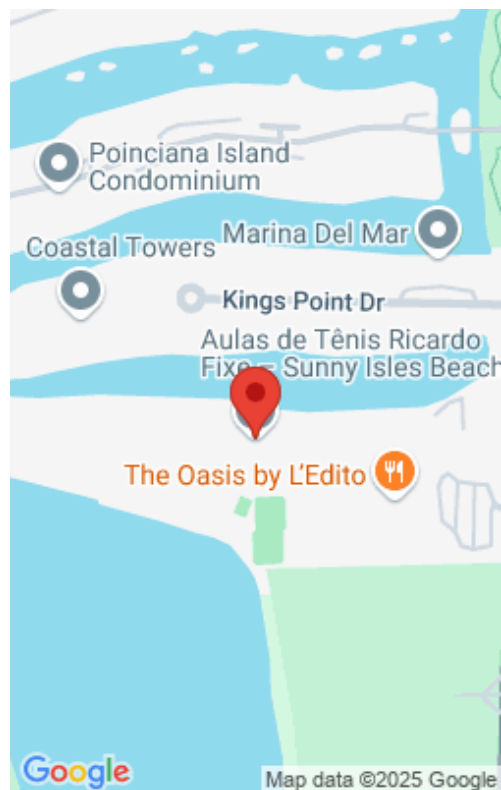 Poinciana Island
Condominium
Marina Del Mar
Coastal Towers
Kings Point Dr
Aulas de Tênis Ricardo
Fixe – Sunny Isles Beach
The Oasis by L'Edito
Google
Map data ©2025 Google